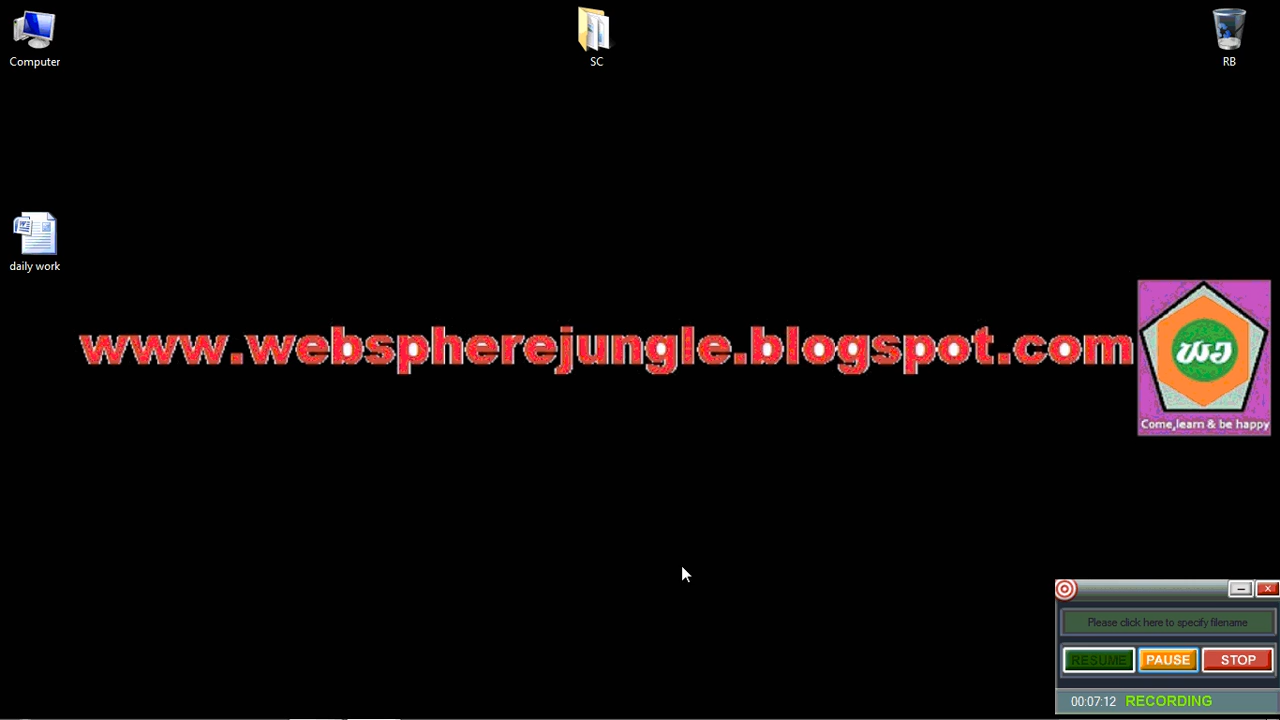 Computer
SC
RB
daily work
www.webspherejungle.blogspot.com
WJ
Come,learn & be happy
Please click here to specify filename
RESUME
PAUSE
STOP
00:07:12 RECORDING